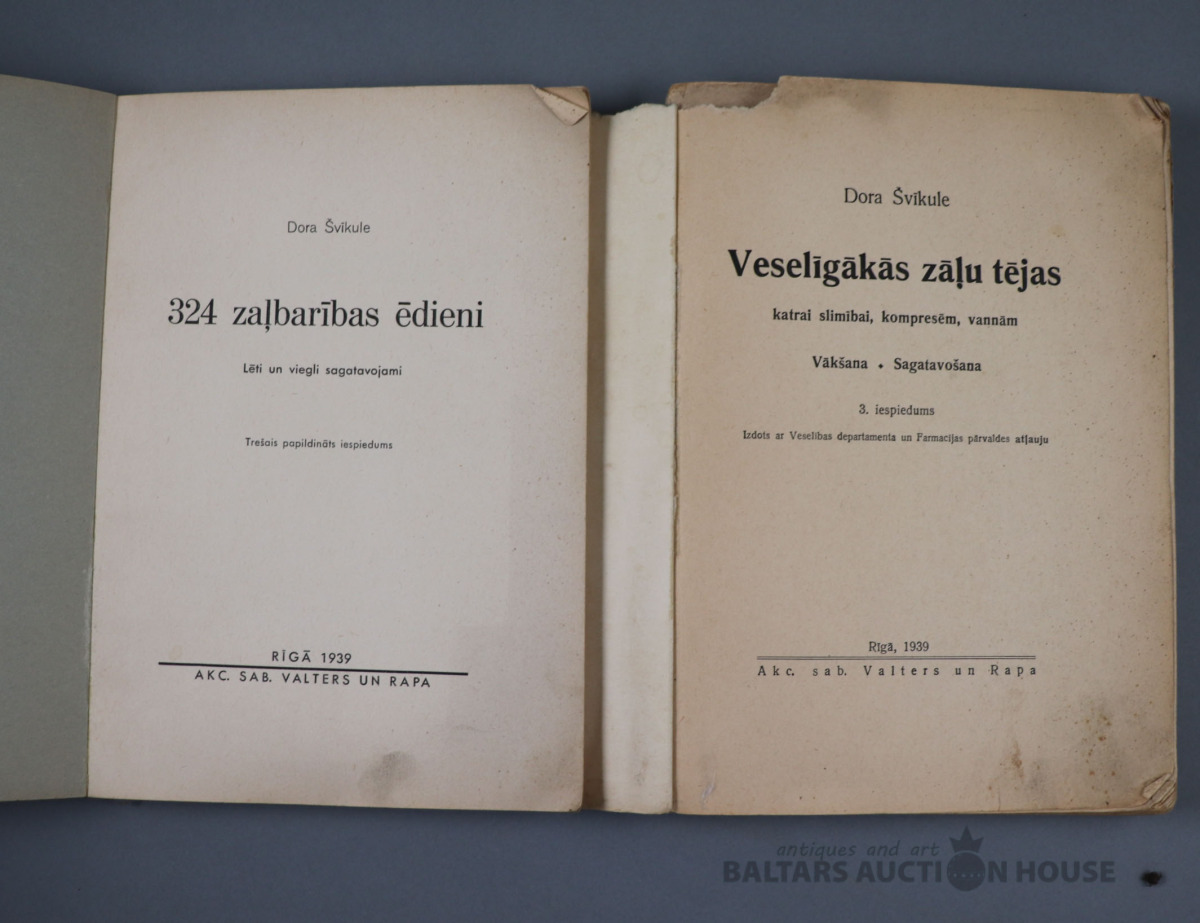 Dora Švīkule
324 zaļbarības ēdieni
Lēti un viegli sagatavojami
Trešais papildināts iespiedums
RĪGĀ 1939
AKC. SAB. VALTERS UN RAPA
Dora Švīkule
Veselīgākās zāļu tējas
katrai slimībai, kompresēm, vannām
Vākšana ⬩ Sagatavošana
3. iespiedums
Izdots ar Veselības departamenta un Farmacijas pārvaldes atļauju
Rīgā, 1939
Akc. sab. Valters un Rapa
antiques and art
BALTARS AUCTION HOUSE